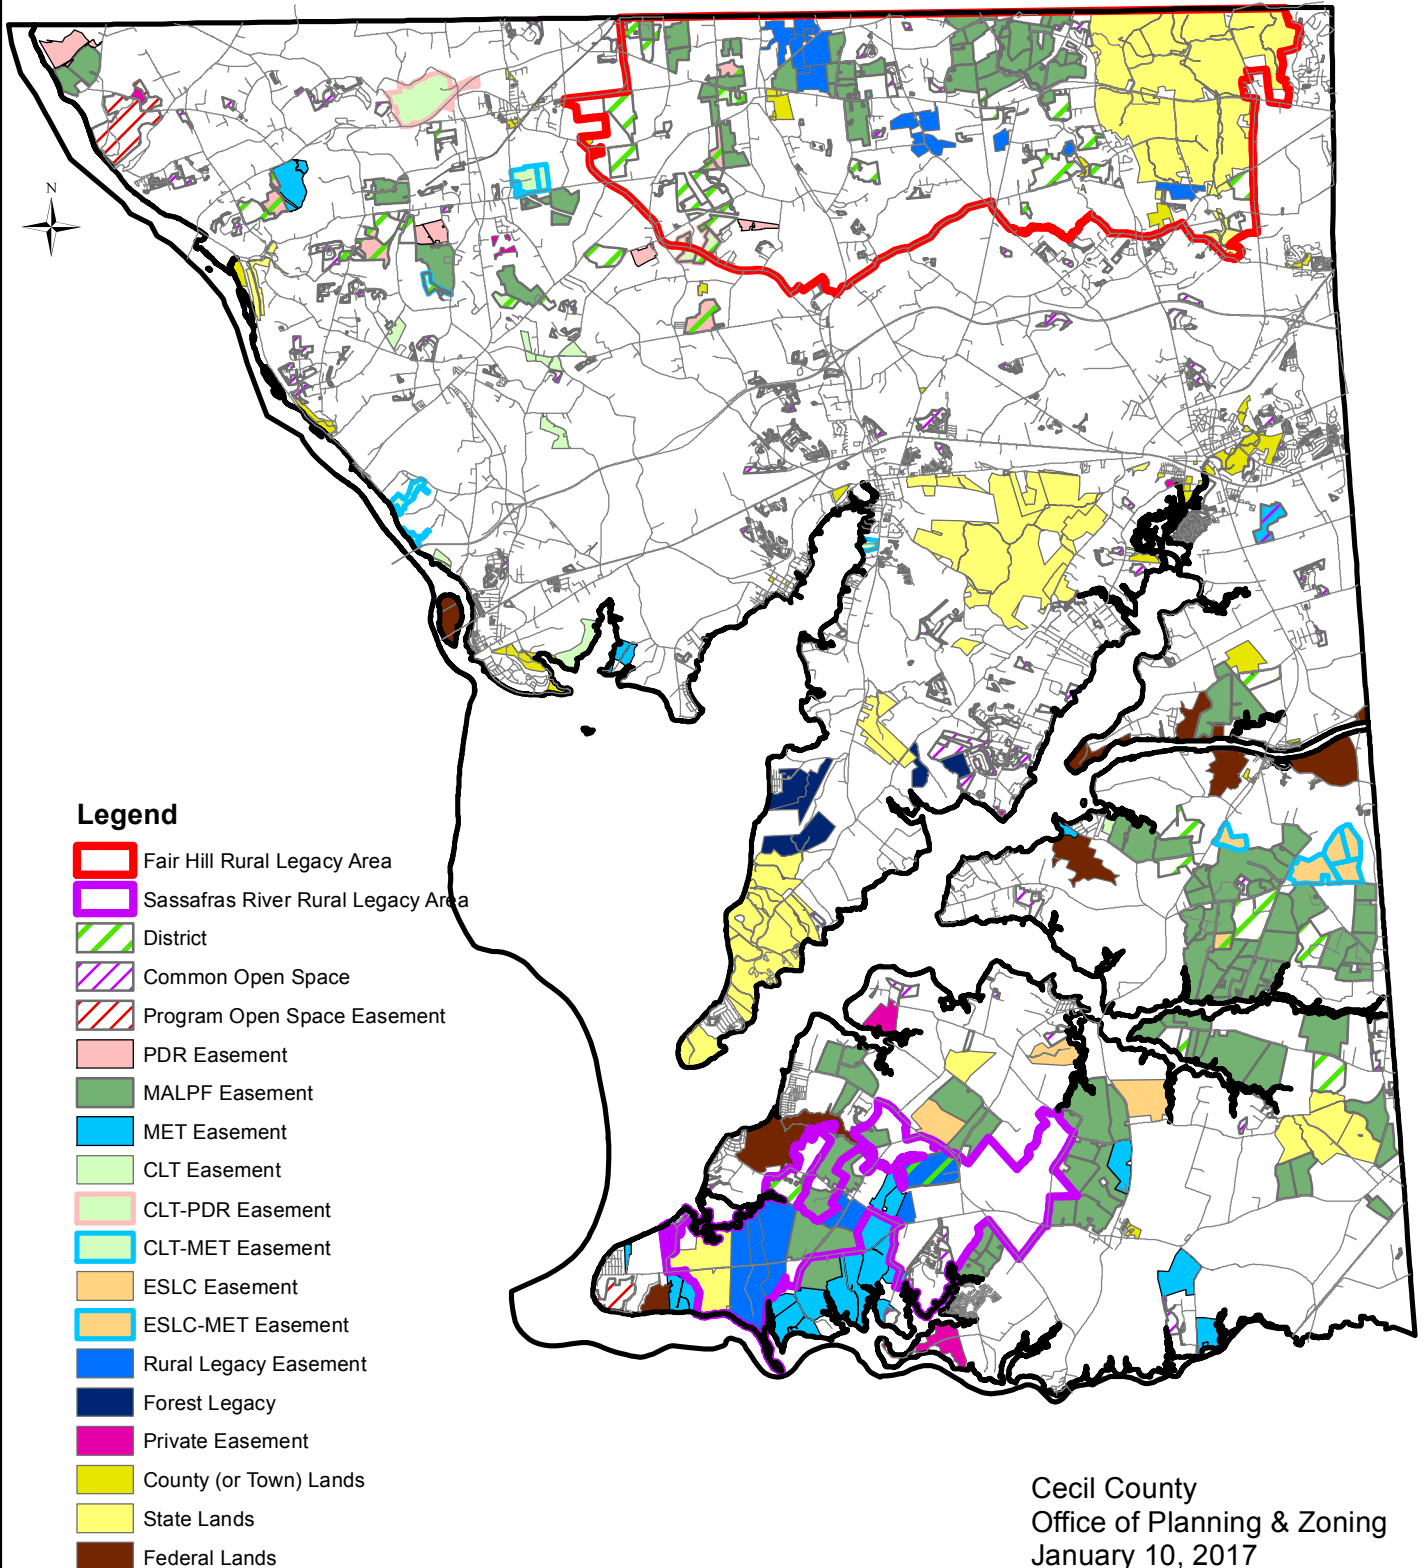 N
Legend
Fair Hill Rural Legacy Area
Sassafras River Rural Legacy Area
District
Common Open Space
Program Open Space Easement
PDR Easement
MALPF Easement
MET Easement
CLT Easement
CLT-PDR Easement
CLT-MET Easement
ESLC Easement
ESLC-MET Easement
Rural Legacy Easement
Forest Legacy
Private Easement
County (or Town) Lands
State Lands
Federal Lands
Cecil County
Office of Planning & Zoning
January 10, 2017